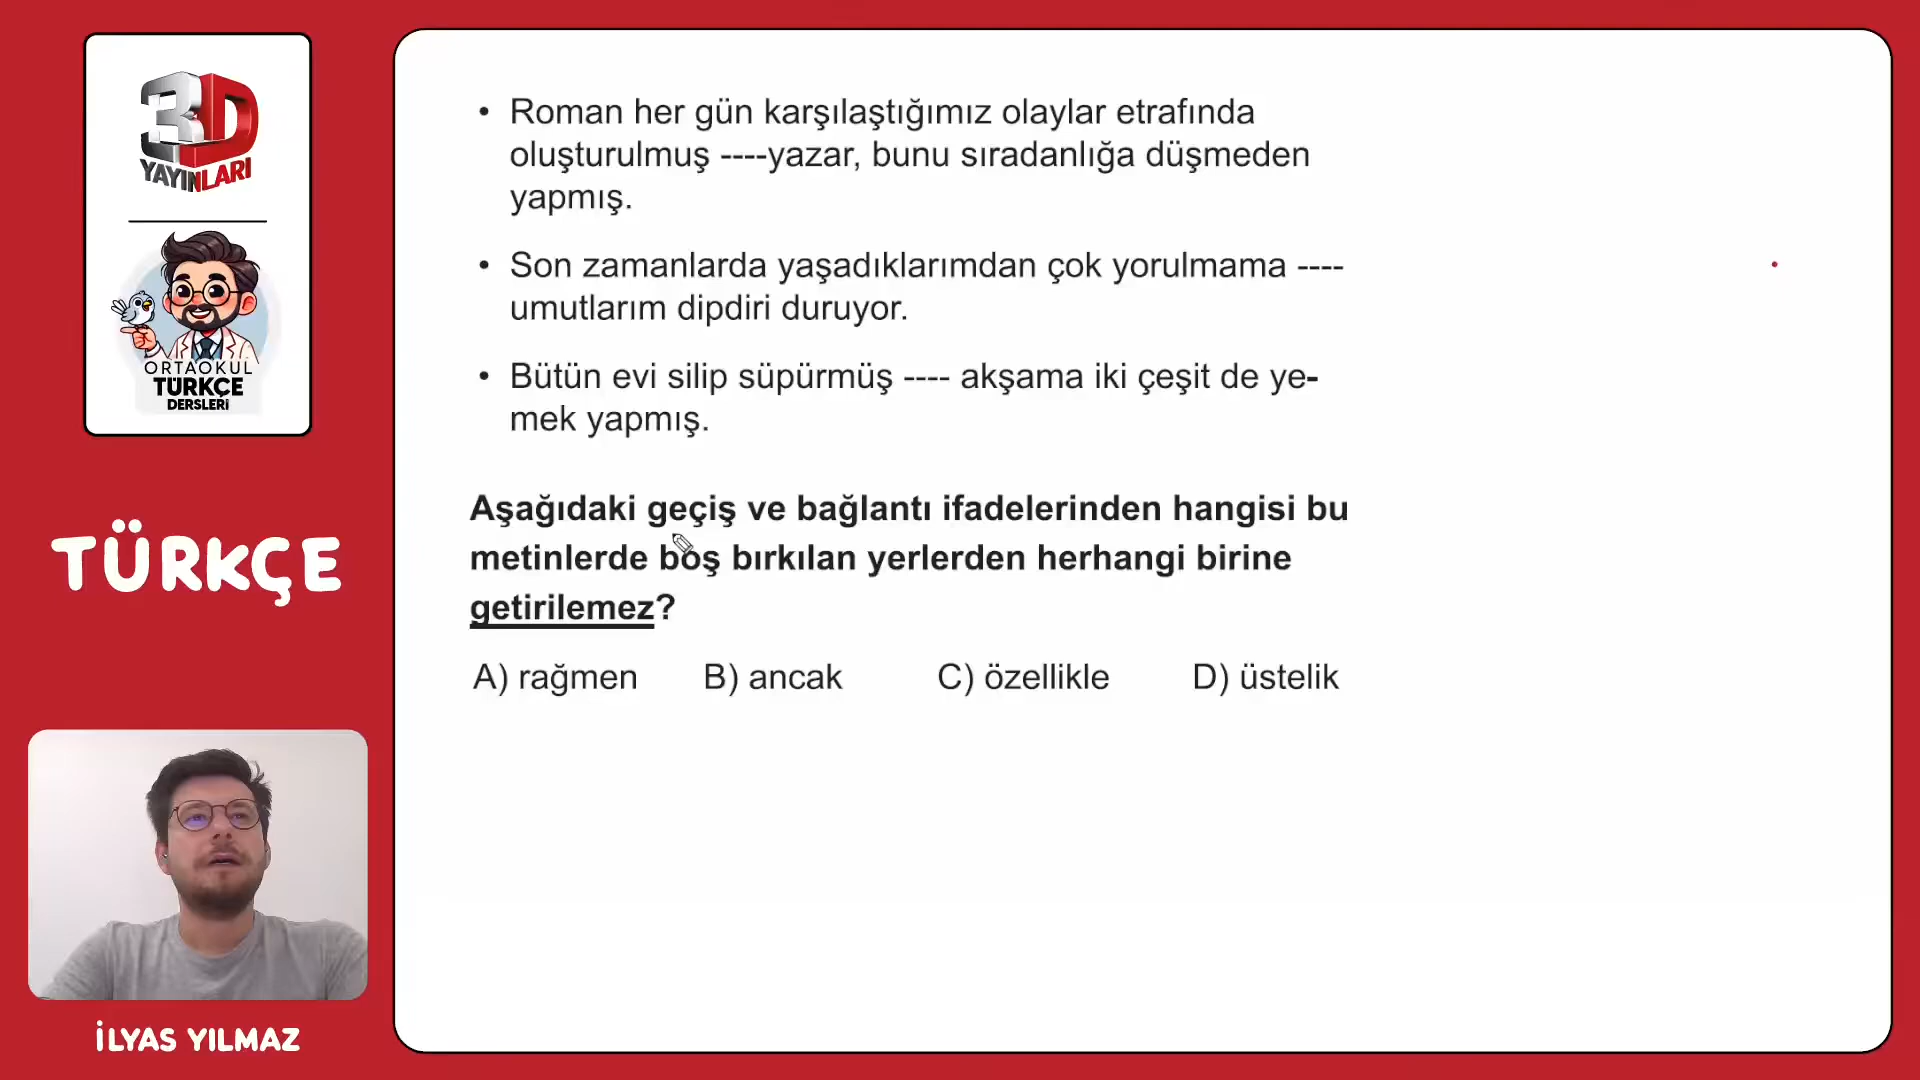 3D
YAYINLARI
ORTAOKUL
TÜRKÇE
DERSLERİ
TÜRKÇE
İLYAS YILMAZ
• Roman her gün karşılaştığımız olaylar etrafında
oluşturulmuş ----yazar, bunu sıradanlığa düşmeden
yapmış.
• Son zamanlarda yaşadıklarımdan çok yorulmama ----
umutlarım dipdiri duruyor.
• Bütün evi silip süpürmüş ---- akşama iki çeşit de ye-
mek yapmış.
Aşağıdaki geçiş ve bağlantı ifadelerinden hangisi bu
metinlerde boş bırkılan yerlerden herhangi birine
getirilemez?
A) rağmen B) ancak C) özellikle D) üstelik